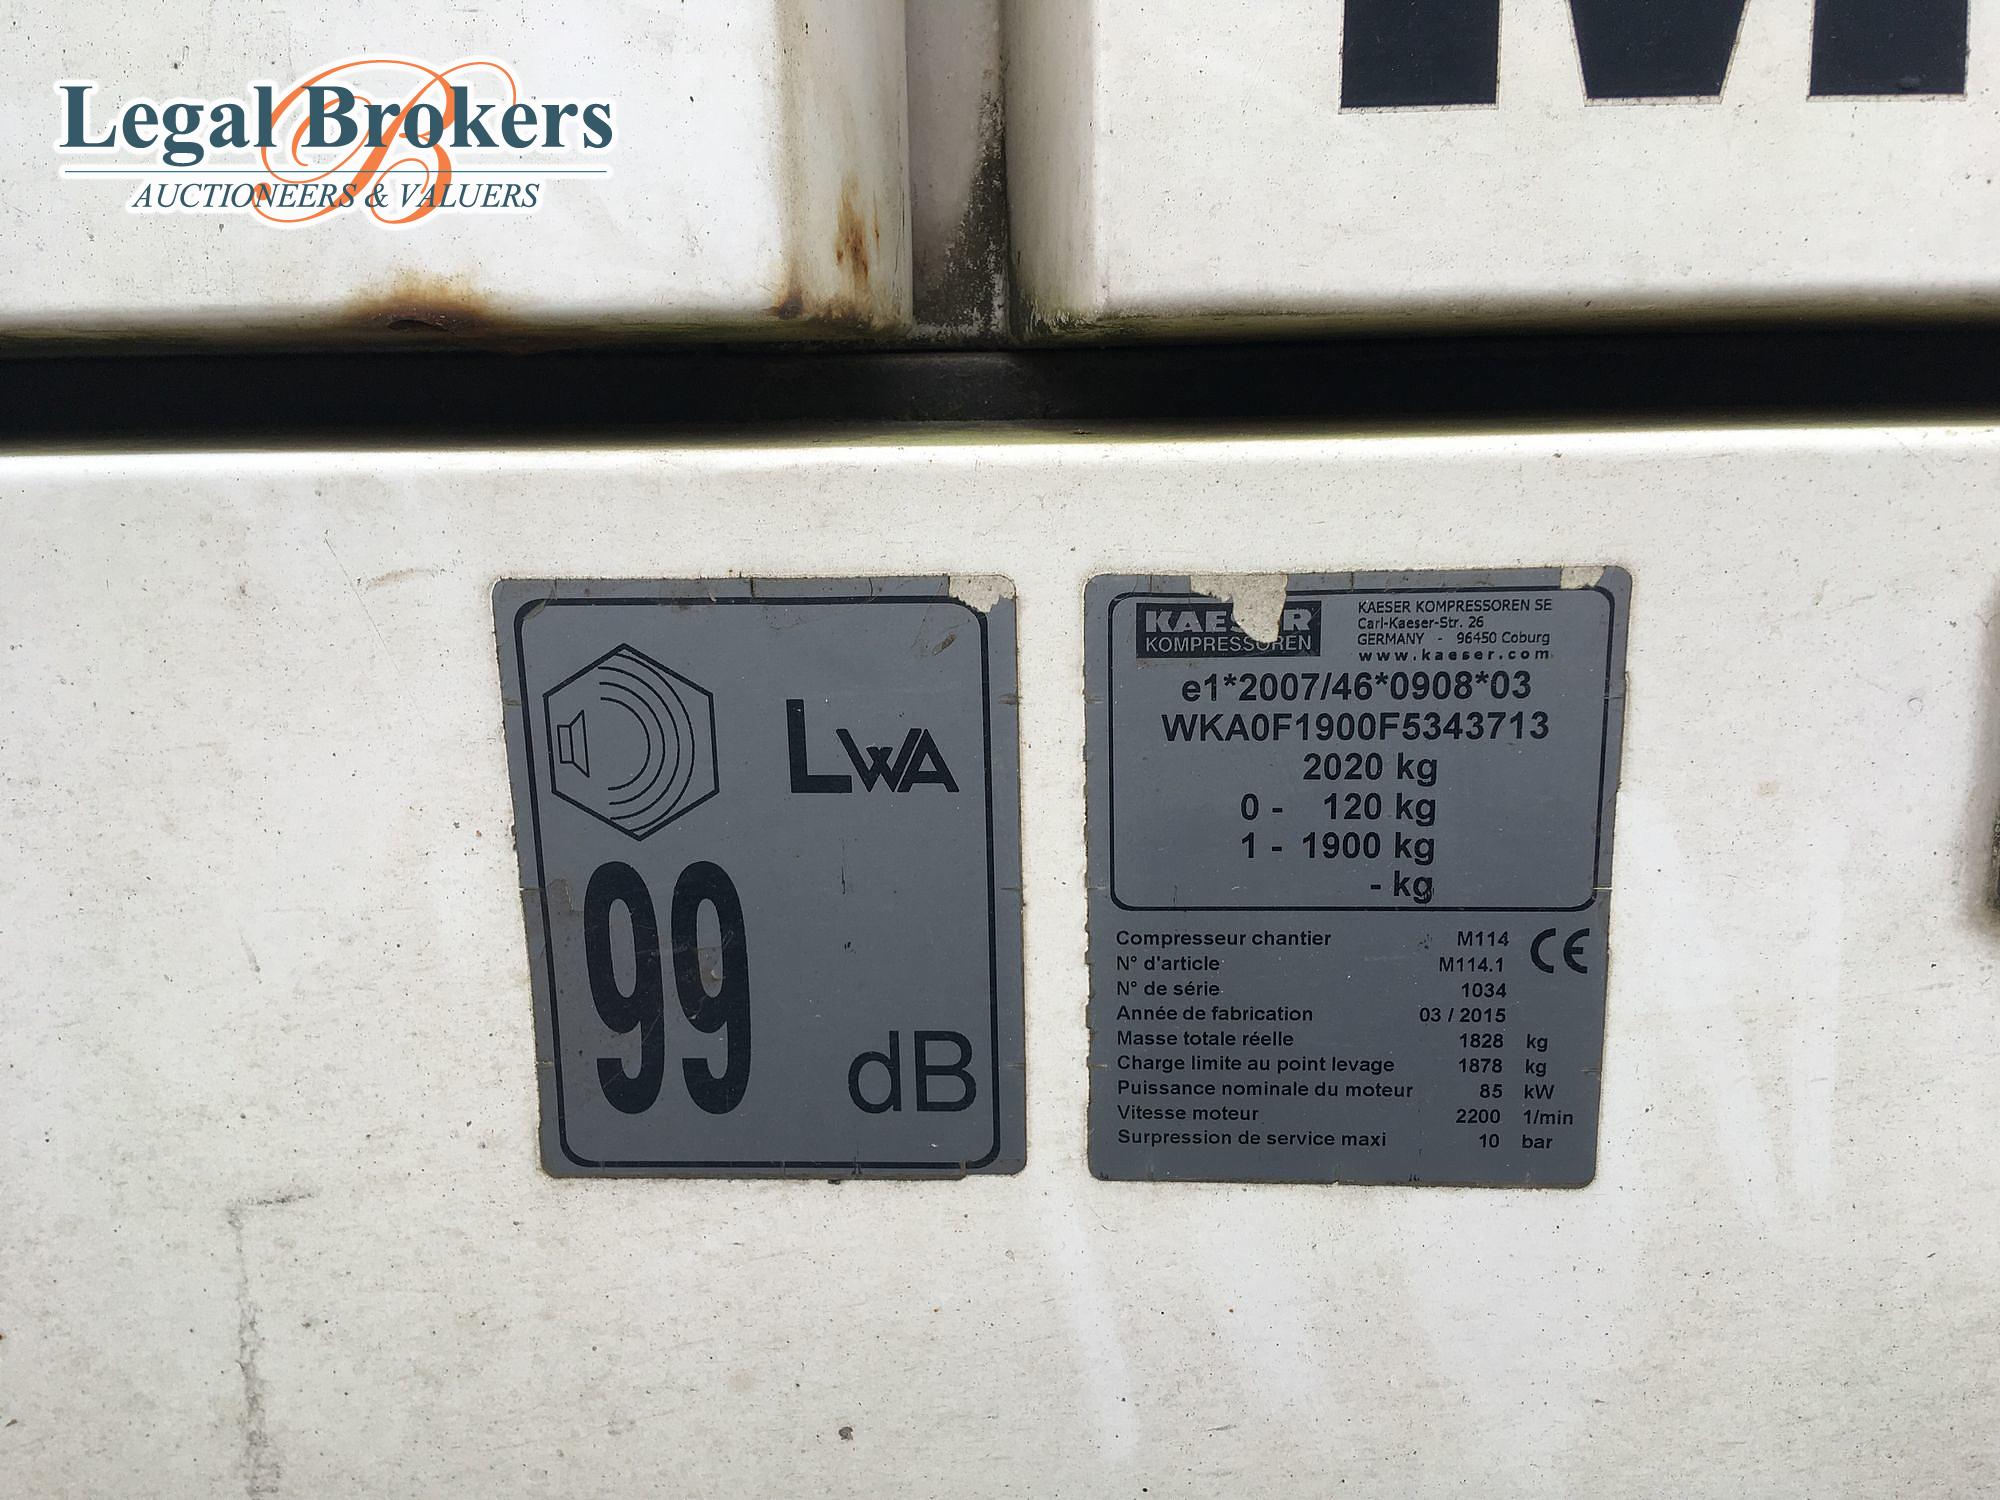 Legal Brokers
AUCTIONEERS & VALUERS
M
LWA
99
dB
KAESER
KOMPRESSOREN
KAESER KOMPRESSOREN SE
Carl-Kaeser-Str. 26
GERMANY - 96450 Coburg
www.kaeser.com
e1*2007/46*0908*03
WKA0F1900F5343713
2020 kg
0 - 120 kg
1 - 1900 kg
- kg
Compresseur chantier M114 CE
N° d'article M114.1
N° de série 1034
Année de fabrication 03 / 2015
Masse totale réelle 1828 kg
Charge limite au point levage 1878 kg
Puissance nominale du moteur 85 kW
Vitesse moteur 2200 1/min
Surpression de service maxi 10 bar